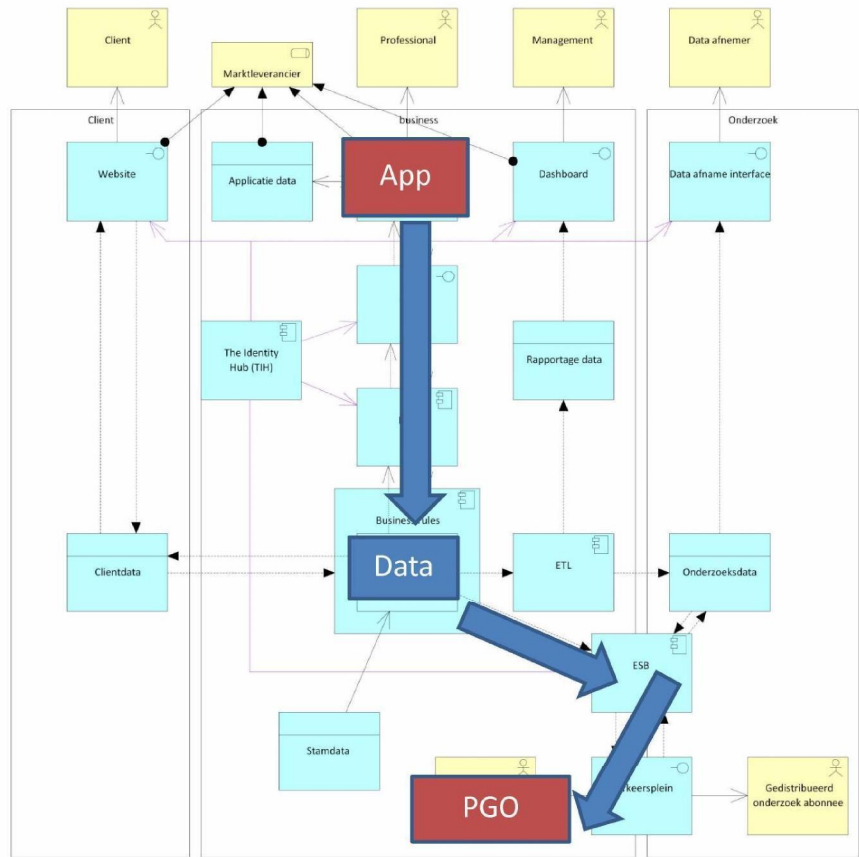 Client
Marktleverancier
Professional
Management
Data afnemer
Client
business
Onderzoek
Website
Applicatie data
App
Dashboard
Data afname interface
The Identity
Hub (TIH)
Rapportage data
Business rules
Clientdata
Data
ETL
Onderzoeksdata
ESB
Stamdata
PGO
rkeersplein
Gedistribueerd
onderzoek abonnee